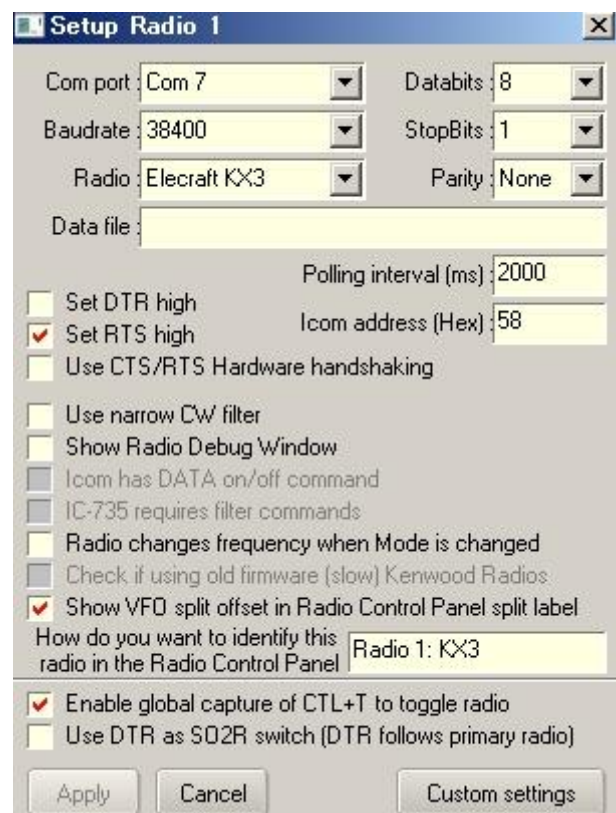 Setup Radio 1
Com port : Com 7 Databits : 8
Baudrate : 38400 StopBits : 1
Radio : Elecraft KX3 Parity : None
Data file :
Polling interval (ms) : 2000
Set DTR high
Icom address (Hex) : 58
Set RTS high
Use CTS/RTS Hardware handshaking
Use narrow CW filter
Show Radio Debug Window
Icom has DATA on/off command
IC-735 requires filter commands
Radio changes frequency when Mode is changed
Check if using old firmware (slow) Kenwood Radios
Show VFO split offset in Radio Control Panel split label
How do you want to identify this
radio in the Radio Control Panel
Radio 1: KX3
Enable global capture of CTL+T to toggle radio
Use DTR as SO2R switch (DTR follows primary radio)
Apply Cancel Custom settings